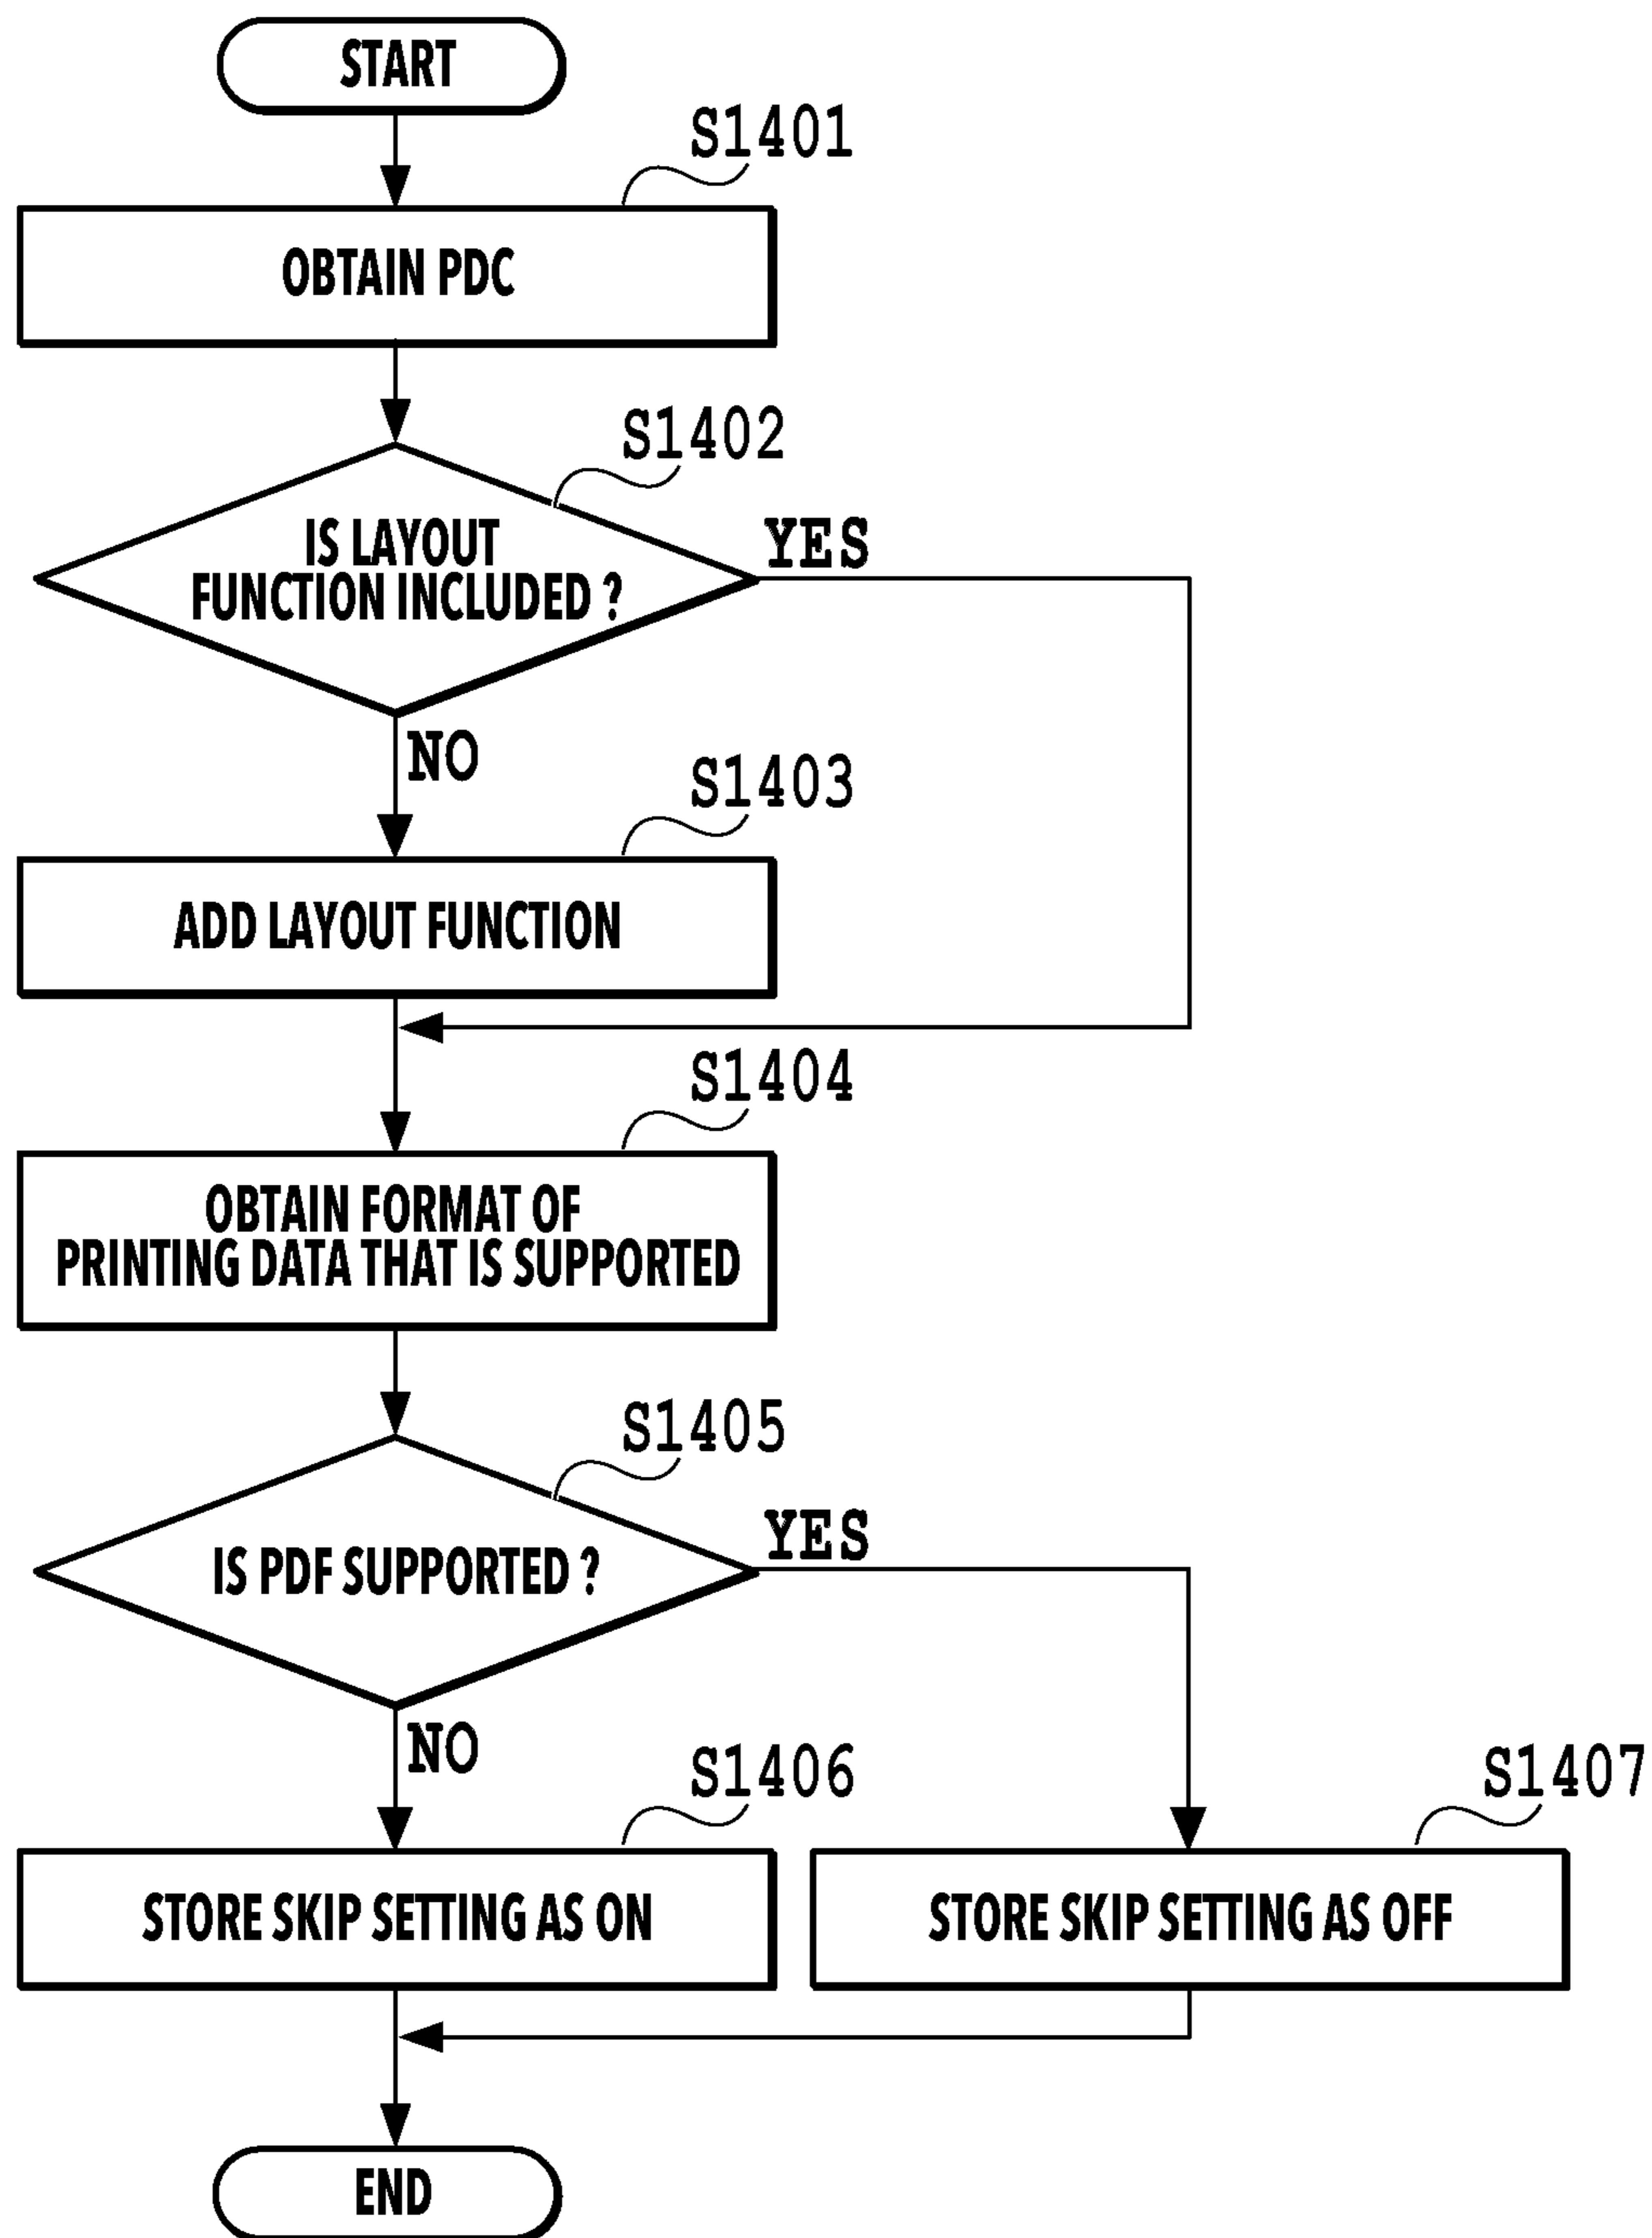 START
S1401
OBTAIN PDC
S1402
IS LAYOUT
FUNCTION INCLUDED ?
YES
NO
S1403
ADD LAYOUT FUNCTION
S1404
OBTAIN FORMAT OF
PRINTING DATA THAT IS SUPPORTED
S1405
IS PDF SUPPORTED ?
YES
NO
S1406
STORE SKIP SETTING AS ON
S1407
STORE SKIP SETTING AS OFF
END